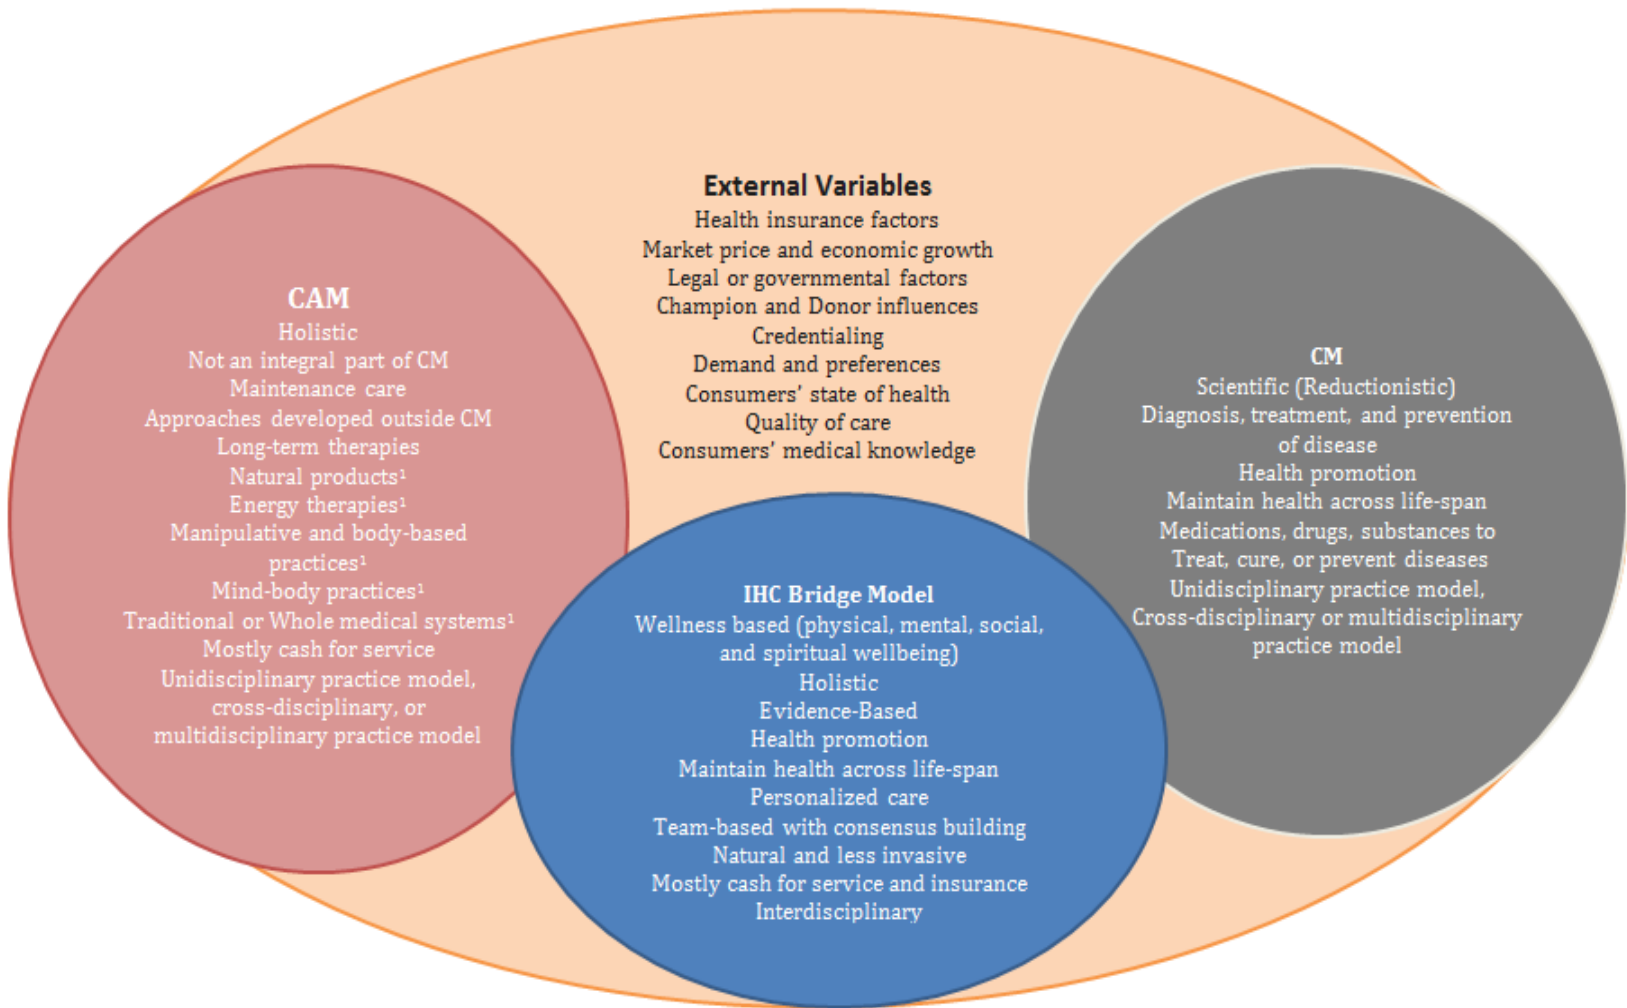 External Variables
Health insurance factors
Market price and economic growth
Legal or governmental factors
Champion and Donor influences
Credentialing
Demand and preferences
Consumers’ state of health
Quality of care
Consumers’ medical knowledge
CAM
Holistic
Not an integral part of CM
Maintenance care
Approaches developed outside CM
Long-term therapies
Natural products¹
Energy therapies¹
Manipulative and body-based
practices¹
Mind-body practices¹
Traditional or Whole medical systems¹
Mostly cash for service
Unidisciplinary practice model,
cross-disciplinary, or
multidisciplinary practice model
IHC Bridge Model
Wellness based (physical, mental, social,
and spiritual wellbeing)
Holistic
Evidence-Based
Health promotion
Maintain health across life-span
Personalized care
Team-based with consensus building
Natural and less invasive
Mostly cash for service and insurance
Interdisciplinary
CM
Scientific (Reductionistic)
Diagnosis, treatment, and prevention
of disease
Health promotion
Maintain health across life-span
Medications, drugs, substances to
Treat, cure, or prevent diseases
Unidisciplinary practice model,
Cross-disciplinary or multidisciplinary
practice model